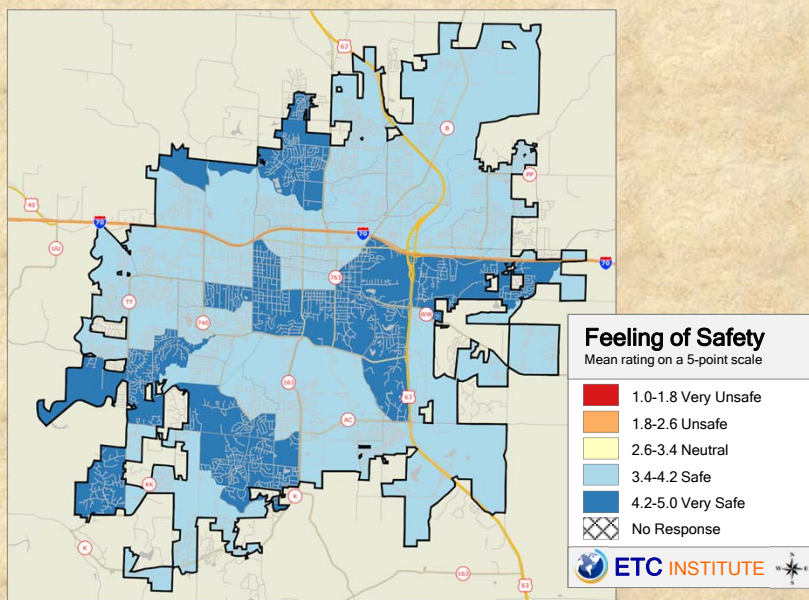 63
B
PP
40
70
70
UU
70
763
TT
740
WW
163
63
AC
KK
K
K
163
63
Feeling of Safety
Mean rating on a 5-point scale
1.0-1.8 Very Unsafe
1.8-2.6 Unsafe
2.6-3.4 Neutral
3.4-4.2 Safe
4.2-5.0 Very Safe
No Response
ETC INSTITUTE
N
W E
S